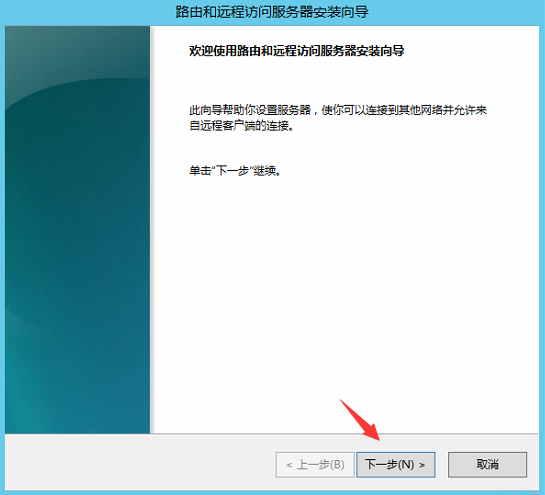 路由和远程访问服务器安装向导
欢迎使用路由和远程访问服务器安装向导
此向导帮助你设置服务器，使你可以连接到其他网络并允许来
自远程客户端的连接。
单击"下一步"继续。
< 上一步(B)
下一步(N) >
取消